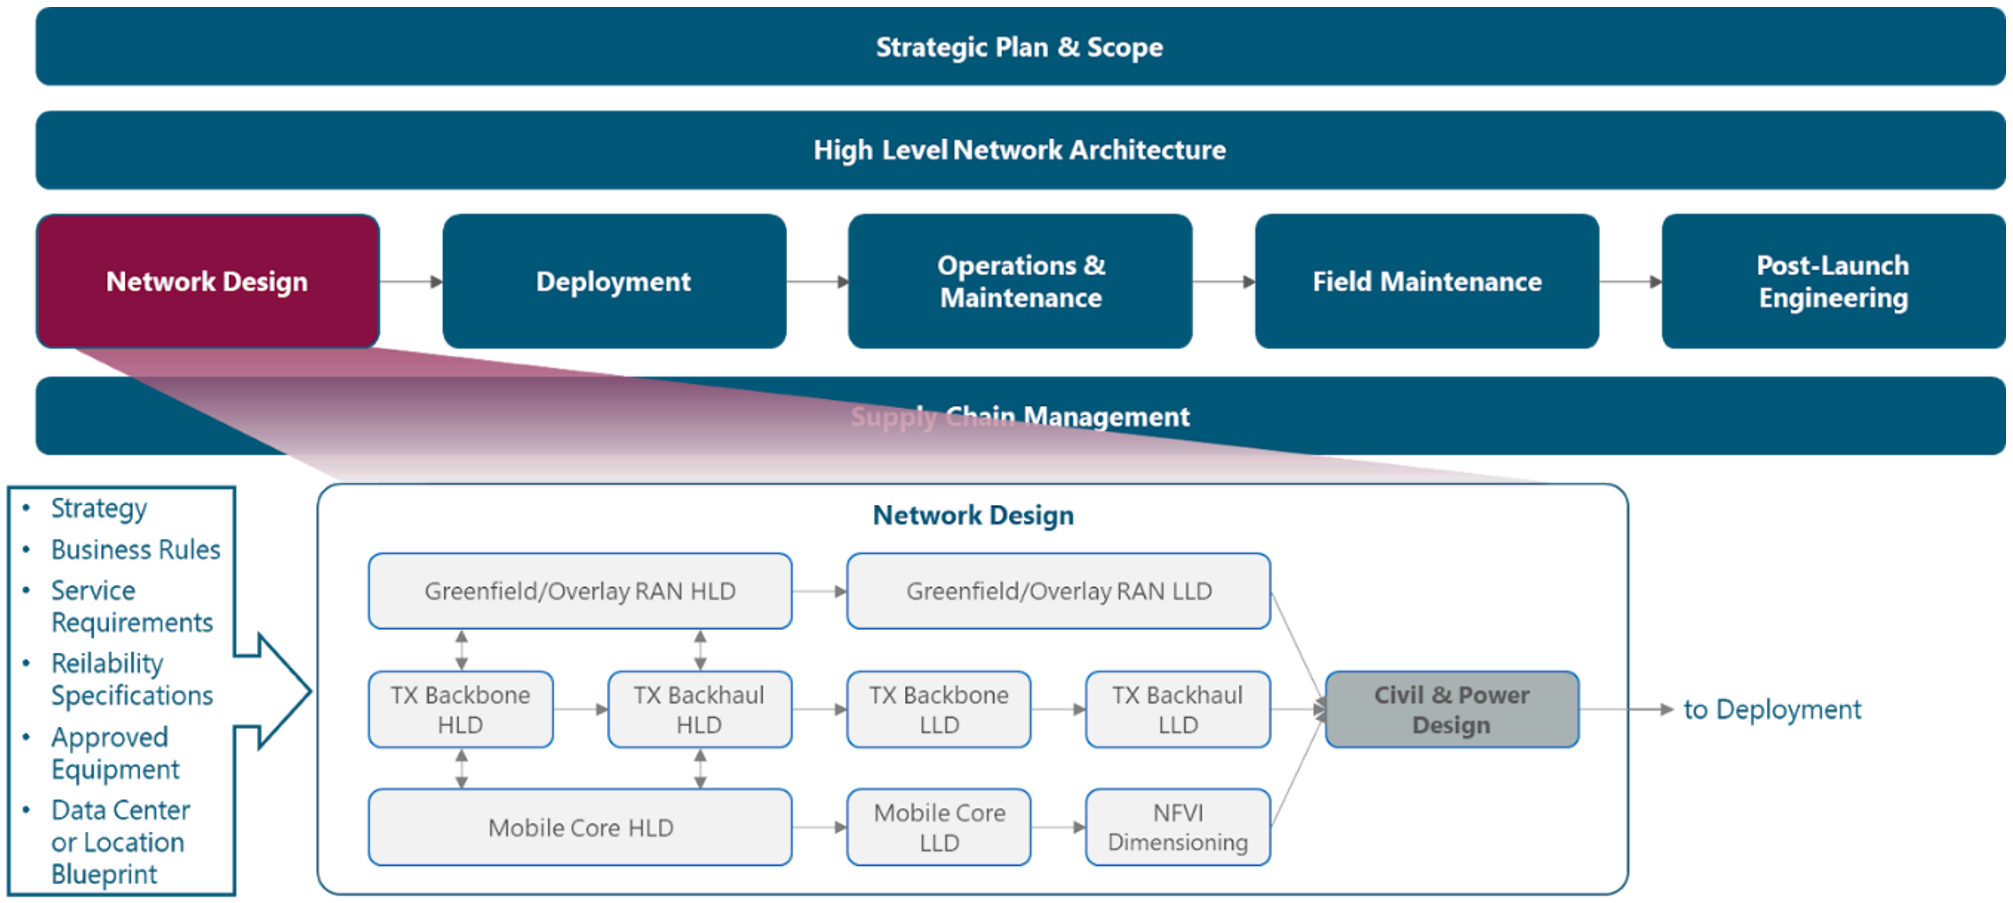 Strategic Plan & Scope
High Level Network Architecture
Network Design
Deployment
Operations &
Maintenance
Field Maintenance
Post-Launch
Engineering
Supply Chain Management
• Strategy
• Business Rules
• Service
Requirements
• Reilability
Specifications
• Approved
Equipment
• Data Center
or Location
Blueprint
Network Design
Greenfield/Overlay RAN HLD
Greenfield/Overlay RAN LLD
TX Backbone
HLD
TX Backhaul
HLD
TX Backbone
LLD
TX Backhaul
LLD
Civil & Power
Design
to Deployment
Mobile Core HLD
Mobile Core
LLD
NFVI
Dimensioning